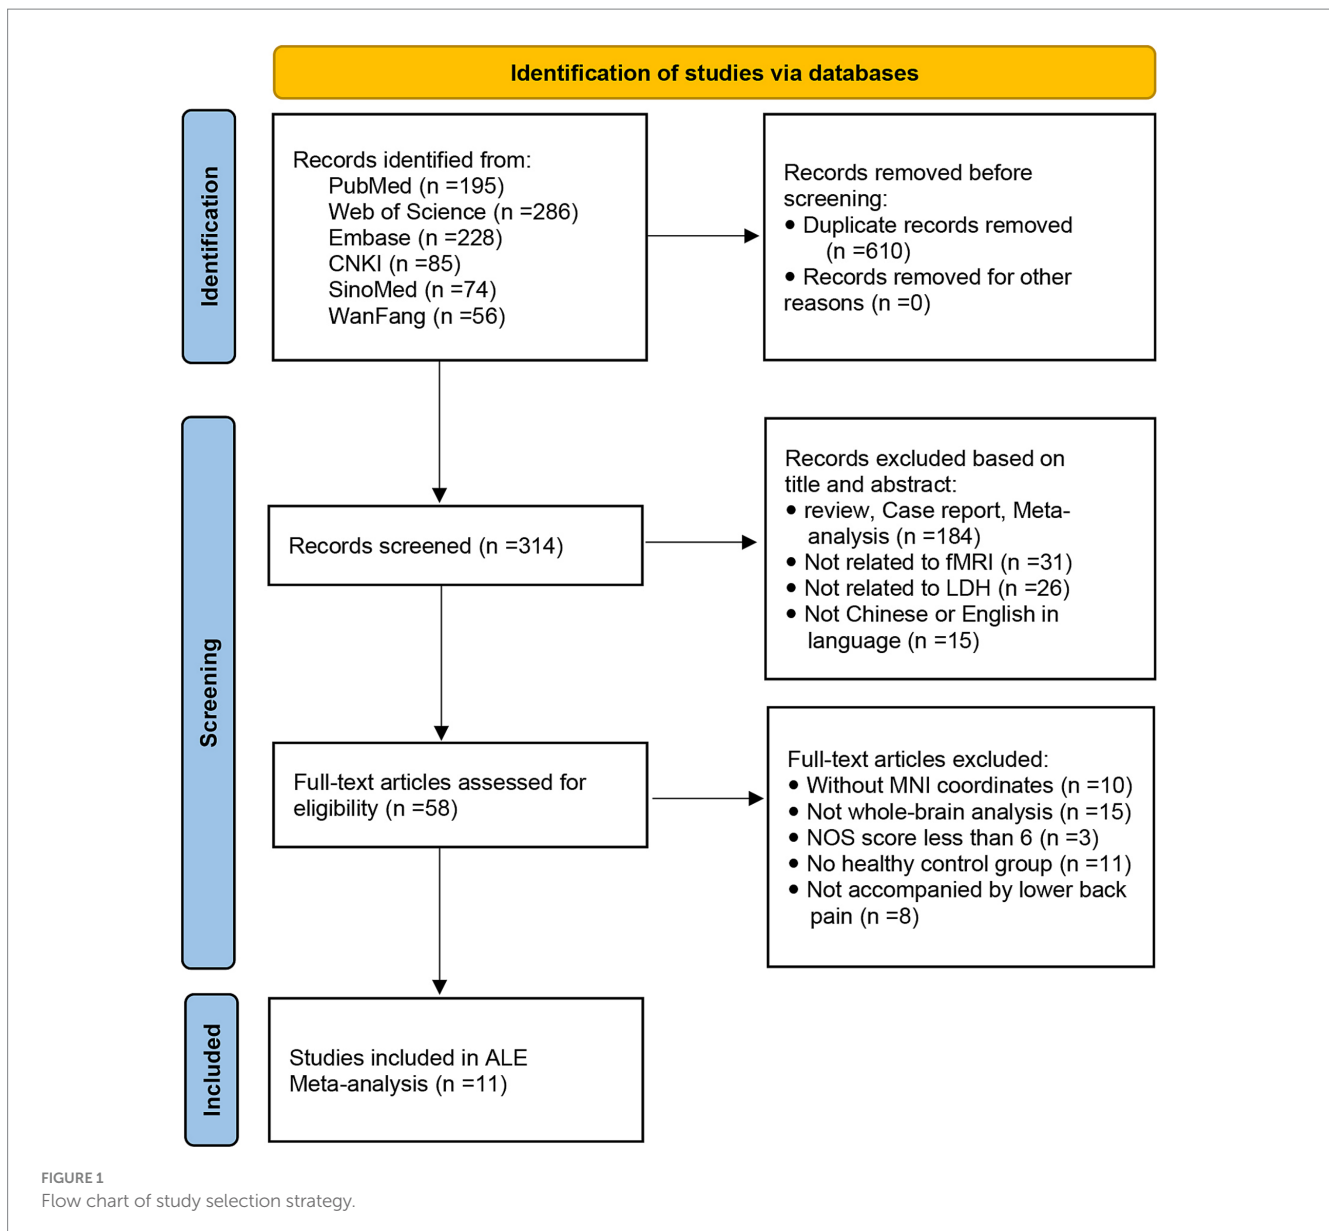 Identification of studies via databases
Identification
Records identified from:
PubMed (n =195)
Web of Science (n =286)
Embase (n =228)
CNKI (n =85)
SinoMed (n =74)
WanFang (n =56)
Records removed before
screening:
● Duplicate records removed
(n =610)
● Records removed for other
reasons (n =0)
Screening
Records screened (n =314)
Records excluded based on
title and abstract:
● review, Case report, Meta-
analysis (n =184)
● Not related to fMRI (n =31)
● Not related to LDH (n =26)
● Not Chinese or English in
language (n =15)
Full-text articles assessed for
eligibility (n =58)
Full-text articles excluded:
● Without MNI coordinates (n =10)
● Not whole-brain analysis (n =15)
● NOS score less than 6 (n =3)
● No healthy control group (n =11)
● Not accompanied by lower back
pain (n =8)
Included
Studies included in ALE
Meta-analysis (n =11)
FIGURE 1
Flow chart of study selection strategy.